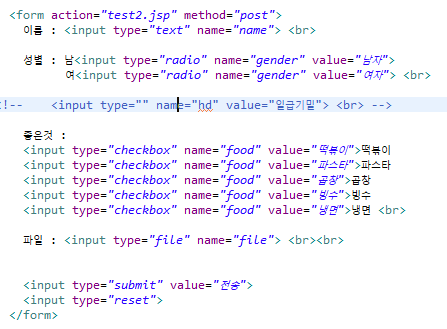 <form action="test2.jsp" method="post">
이름 : <input type="text" name="name"> <br>
성별 : 남<input type="radio" name="gender" value="남자">
여<input type="radio" name="gender" value="여자"> <br>
!-- <input type="" name="hd" value="일급기밀"> <br> -->
좋은것 :
<input type="checkbox" name="food" value="떡볶이">떡볶이
<input type="checkbox" name="food" value="파스타">파스타
<input type="checkbox" name="food" value="곱창">곱창
<input type="checkbox" name="food" value="빙수">빙수
<input type="checkbox" name="food" value="냉면">냉면 <br>
파일 : <input type="file" name="file"> <br><br>
<input type="submit" value="전송">
<input type="reset">
</form>